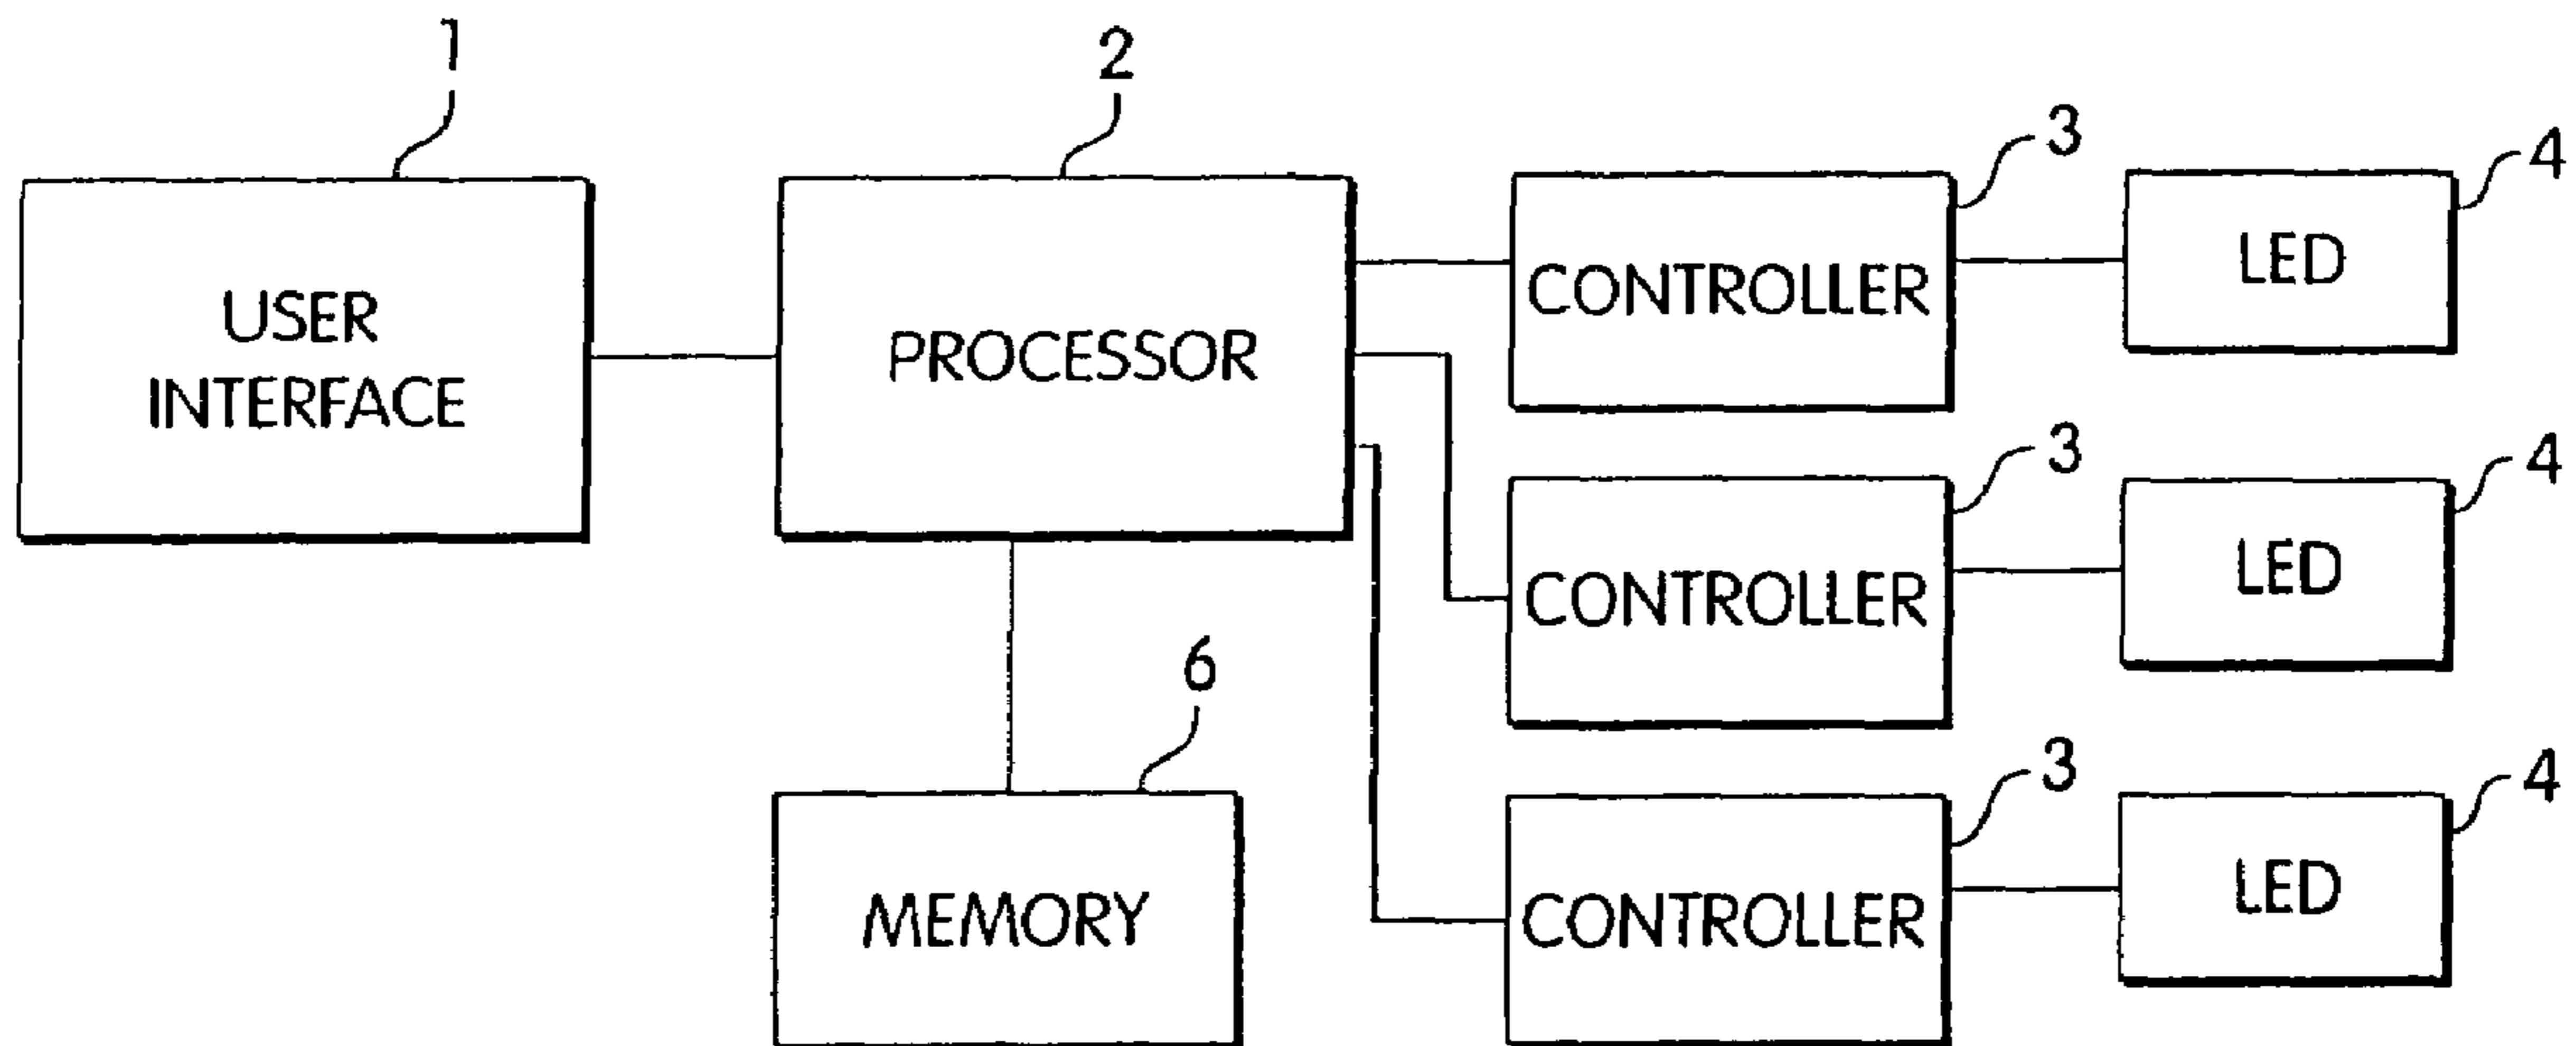 1
2
3
4
USER
INTERFACE
PROCESSOR
CONTROLLER
LED
3
4
CONTROLLER
LED
6
3
4
MEMORY
CONTROLLER
LED